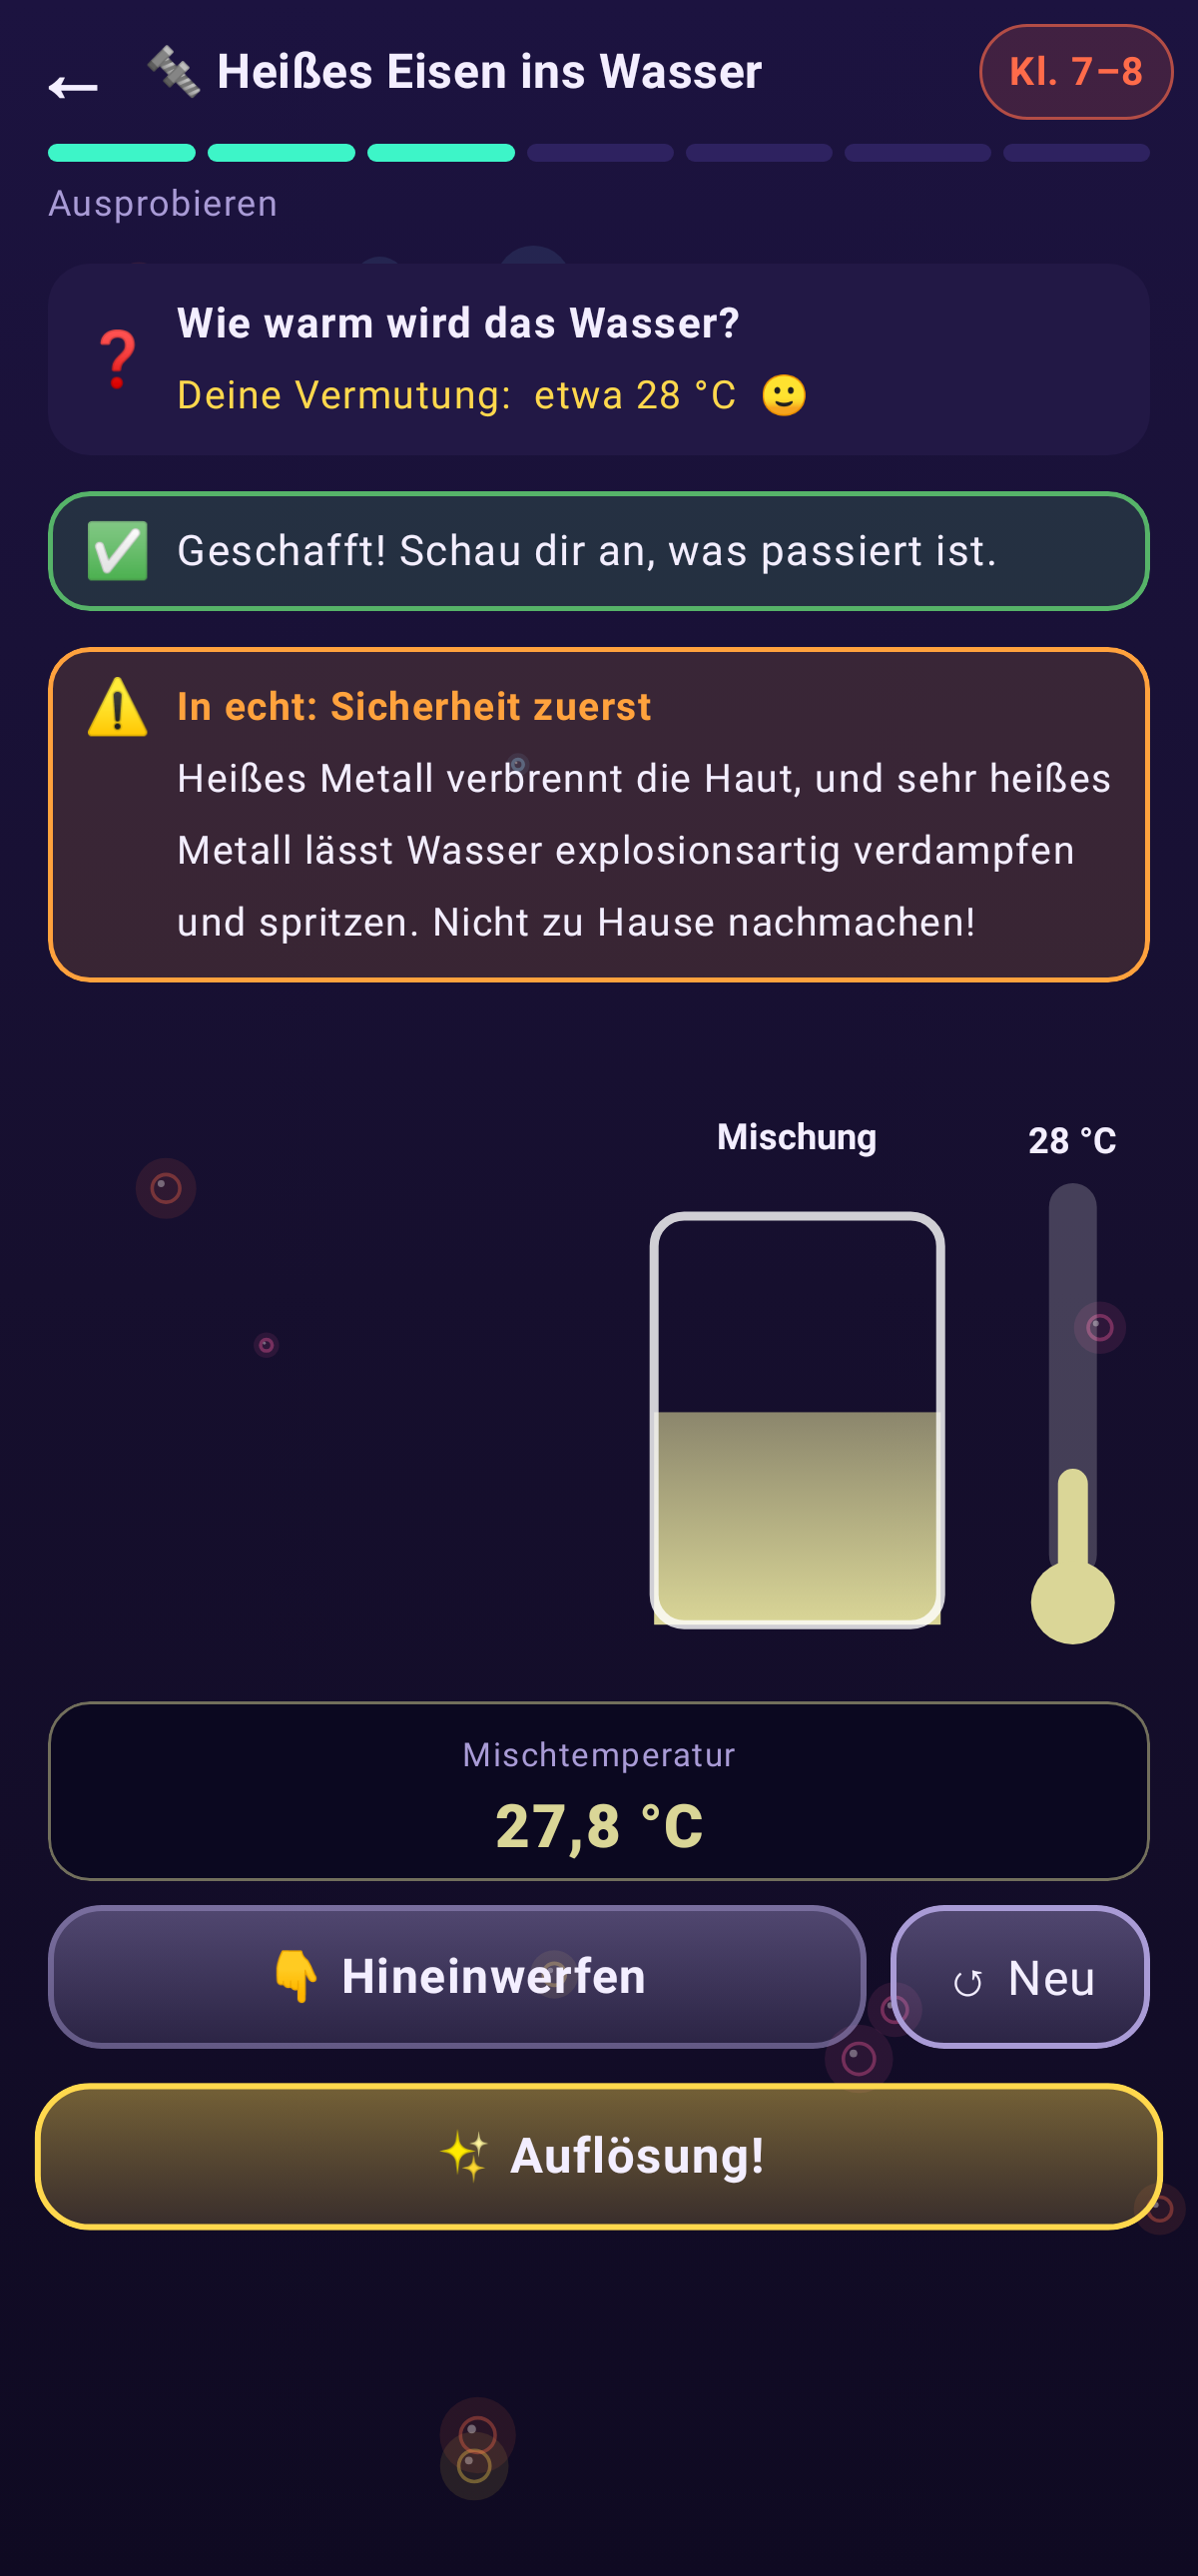 ← Heißes Eisen ins Wasser
Kl. 7–8
Ausprobieren
❓ Wie warm wird das Wasser?
Deine Vermutung: etwa 28 °C 🙂
✅ Geschafft! Schau dir an, was passiert ist.
⚠️ In echt: Sicherheit zuerst
Heißes Metall verbrennt die Haut, und sehr heißes
Metall lässt Wasser explosionsartig verdampfen
und spritzen. Nicht zu Hause nachmachen!
Mischung
28 °C
Mischtemperatur
27,8 °C
👇 Hineinwerfen
↺ Neu
✨ Auflösung!